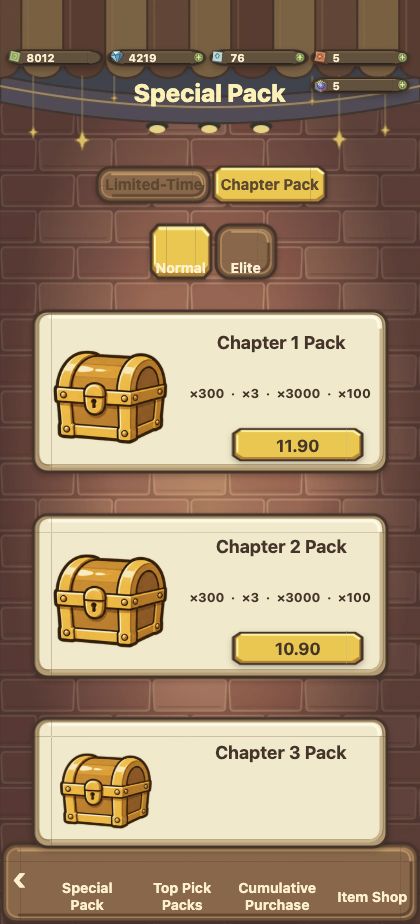 8012 4219 76 5
5
Special Pack
Limited-Time Chapter Pack
Normal Elite
Chapter 1 Pack
×300 · ×3 · ×3000 · ×100
11.90
Chapter 2 Pack
×300 · ×3 · ×3000 · ×100
10.90
Chapter 3 Pack
Special Pack
Top Pick Packs
Cumulative Purchase
Item Shop